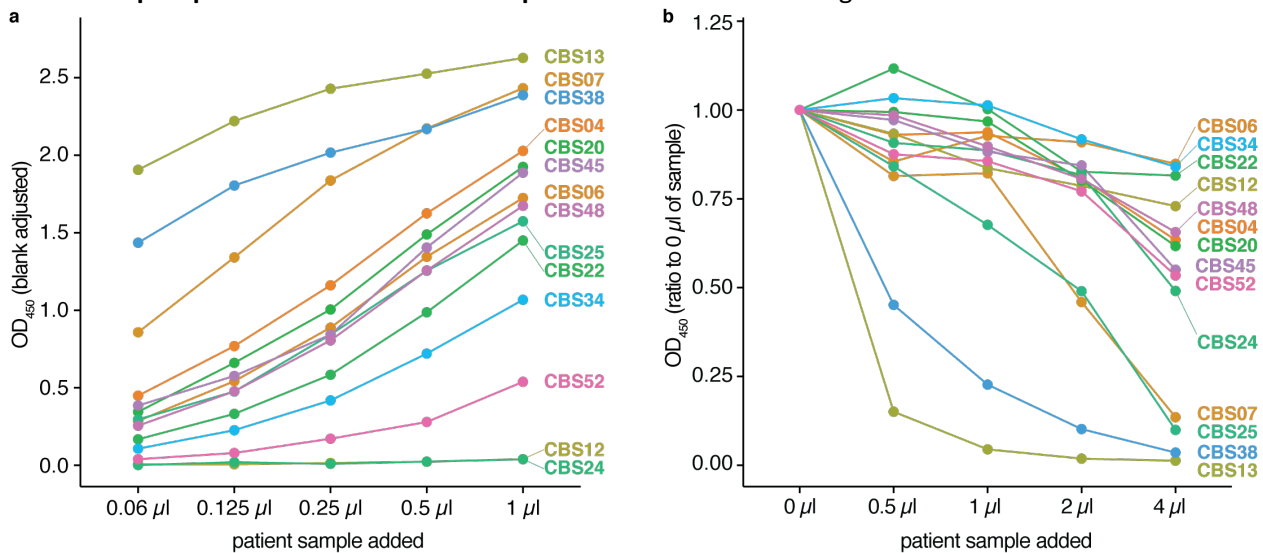 a
OD450 (blank adjusted)
2.5
2.0
1.5
1.0
0.5
0.0
0.06 µl
0.125 µl
0.25 µl
0.5 µl
1 µl
patient sample added
CBS13
CBS07
CBS38
CBS04
CBS20
CBS45
CBS06
CBS48
CBS25
CBS22
CBS34
CBS52
CBS12
CBS24
b
OD450 (ratio to 0 µl of sample)
1.25
1.00
0.75
0.50
0.25
0.00
0 µl
0.5 µl
1 µl
2 µl
4 µl
patient sample added
CBS06
CBS34
CBS22
CBS12
CBS48
CBS04
CBS20
CBS45
CBS52
CBS24
CBS07
CBS25
CBS38
CBS13